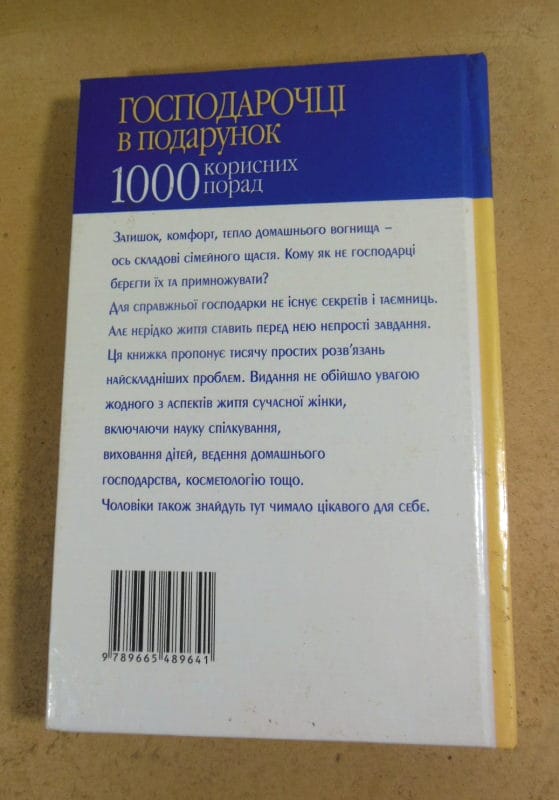 ГОСПОДАРОЧЦІ
в подарунок
1000 корисних
порад
Затишок, комфорт, тепло домашнього вогнища –
ось складові сімейного щастя. Кому як не господарці
берегти їх та примножувати?
Для справжньої господарки не існує секретів і таємниць.
Але нерідко життя ставить перед нею непрості завдання.
Ця книжка пропонує тисячу простих розв'язань
найскладніших проблем. Видання не обійшло увагою
жодного з аспектів життя сучасної жінки,
включаючи науку спілкування,
виховання дітей, ведення домашнього
господарства, косметологію тощо.
Чоловіки також знайдуть тут чимало цікавого для себе.
9 789665 489641